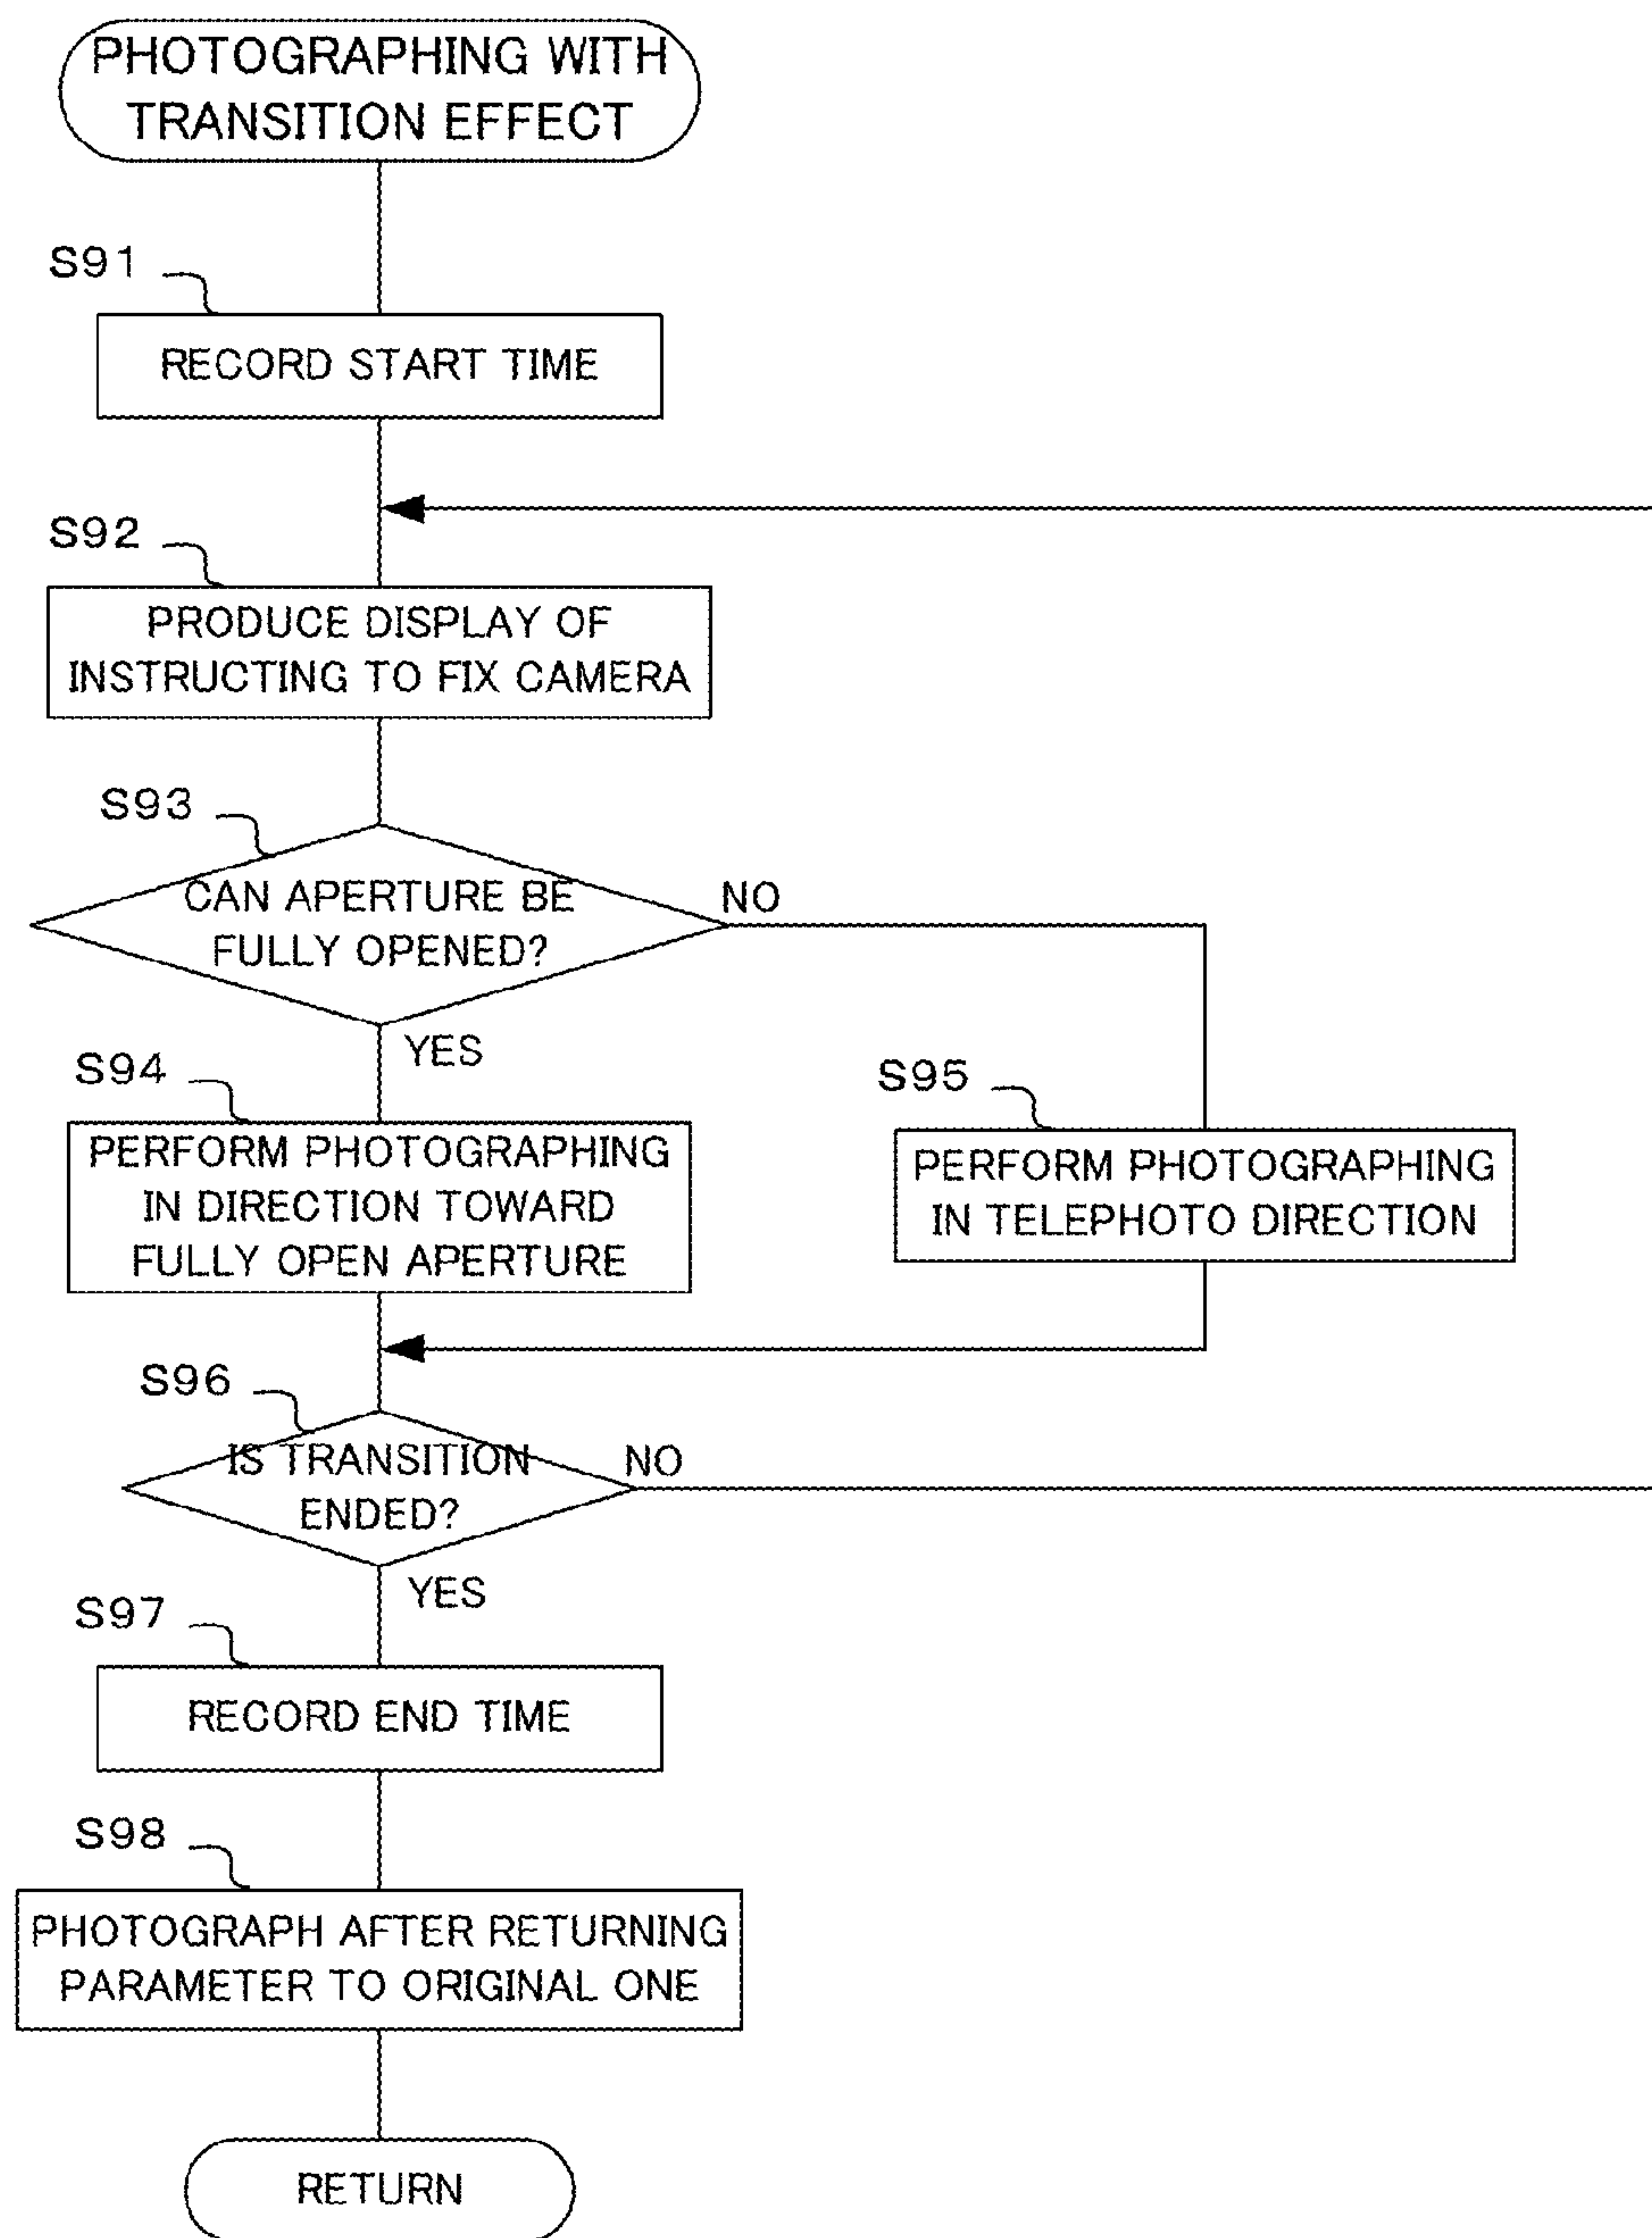 PHOTOGRAPHING WITH
TRANSITION EFFECT
S91
RECORD START TIME
S92
PRODUCE DISPLAY OF
INSTRUCTING TO FIX CAMERA
S93
CAN APERTURE BE
FULLY OPENED?
NO
YES
S94
PERFORM PHOTOGRAPHING
IN DIRECTION TOWARD
FULLY OPEN APERTURE
S95
PERFORM PHOTOGRAPHING
IN TELEPHOTO DIRECTION
S96
IS TRANSITION
ENDED?
NO
YES
S97
RECORD END TIME
S98
PHOTOGRAPH AFTER RETURNING
PARAMETER TO ORIGINAL ONE
RETURN